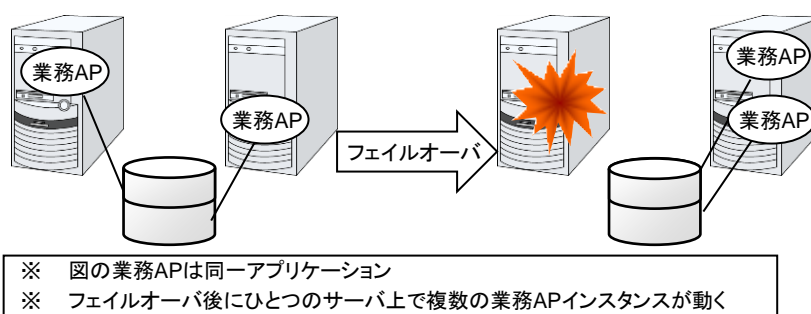 業務AP
業務AP
フェイルオーバ
業務AP
業務AP
※ 図の業務APは同一アプリケーション
※ フェイルオーバ後にひとつのサーバ上で複数の業務APインスタンスが動く